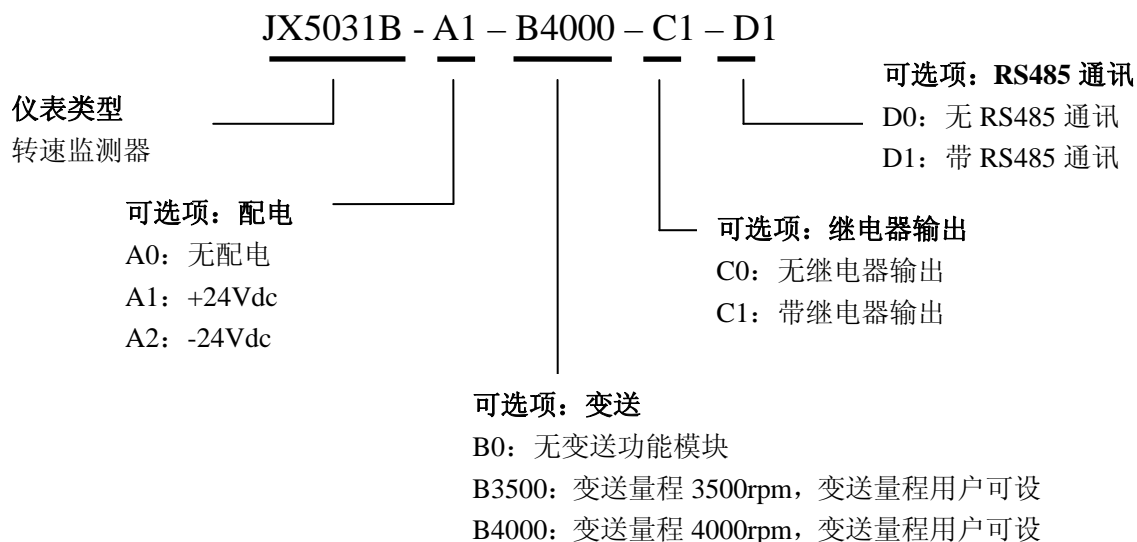 JX5031B - A1 – B4000 – C1 – D1
仪表类型
转速监测器
可选项：配电
A0：无配电
A1：+24Vdc
A2：-24Vdc
可选项：变送
B0：无变送功能模块
B3500：变送量程 3500rpm，变送量程用户可设
B4000：变送量程 4000rpm，变送量程用户可设
可选项：继电器输出
C0：无继电器输出
C1：带继电器输出
可选项：RS485 通讯
D0：无 RS485 通讯
D1：带 RS485 通讯